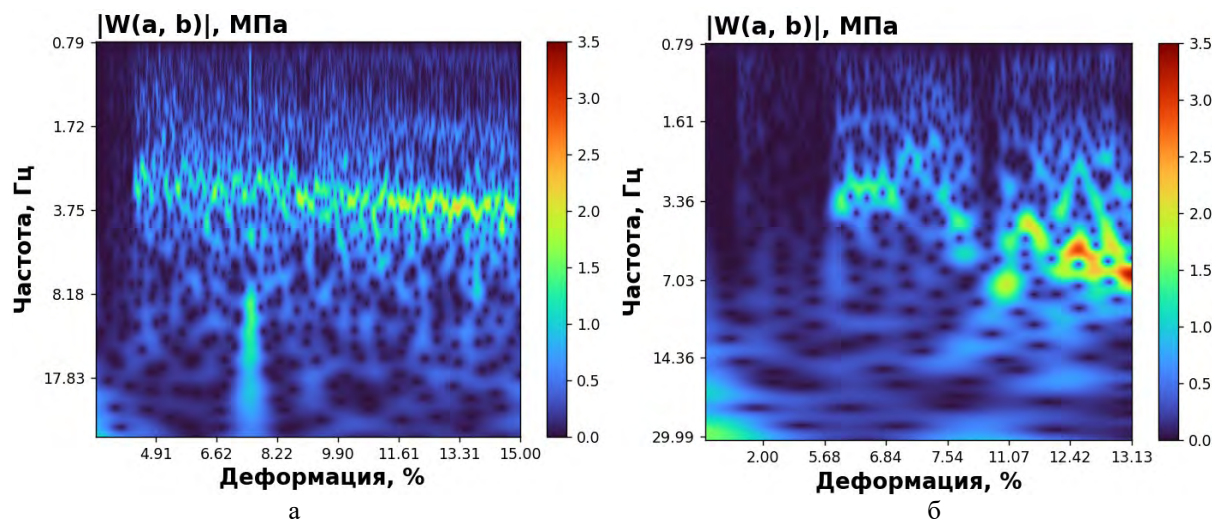 |W(a, b)|, МПа
0.79
1.72
3.75
8.18
17.83
Частота, Гц
4.91 6.62 8.22 9.90 11.61 13.31 15.00
Деформация, %
3.5
3.0
2.5
2.0
1.5
1.0
0.5
0.0
а
|W(a, b)|, МПа
0.79
1.61
3.36
7.03
14.36
29.99
Частота, Гц
2.00 5.68 6.84 7.54 11.07 12.42 13.13
Деформация, %
3.5
3.0
2.5
2.0
1.5
1.0
0.5
0.0
б